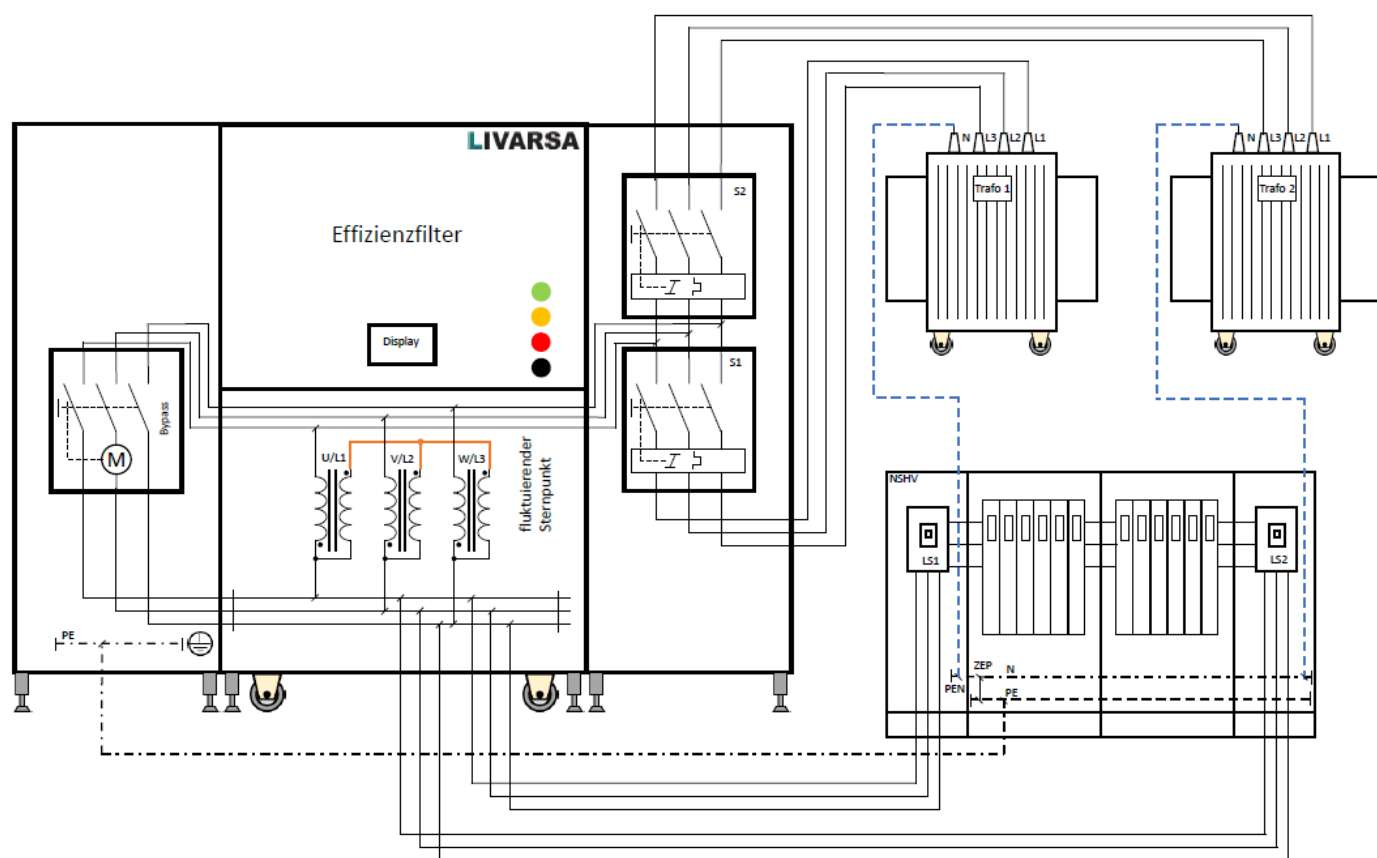 LIVARSA
Effizienzfilter
Display
Bypass
M
U/L1
V/L2
W/L3
fluktuierender
Sternpunkt
PE
S2
S1
N
L3
L2
L1
Trafo 1
N
L3
L2
L1
Trafo 2
NSHV
LS1
LS2
ZEP
N
PEN
PE